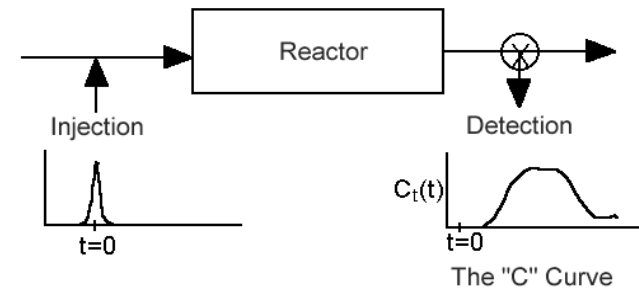 Reactor
Injection
Detection
t=0
C_t(t)
t=0
The "C" Curve